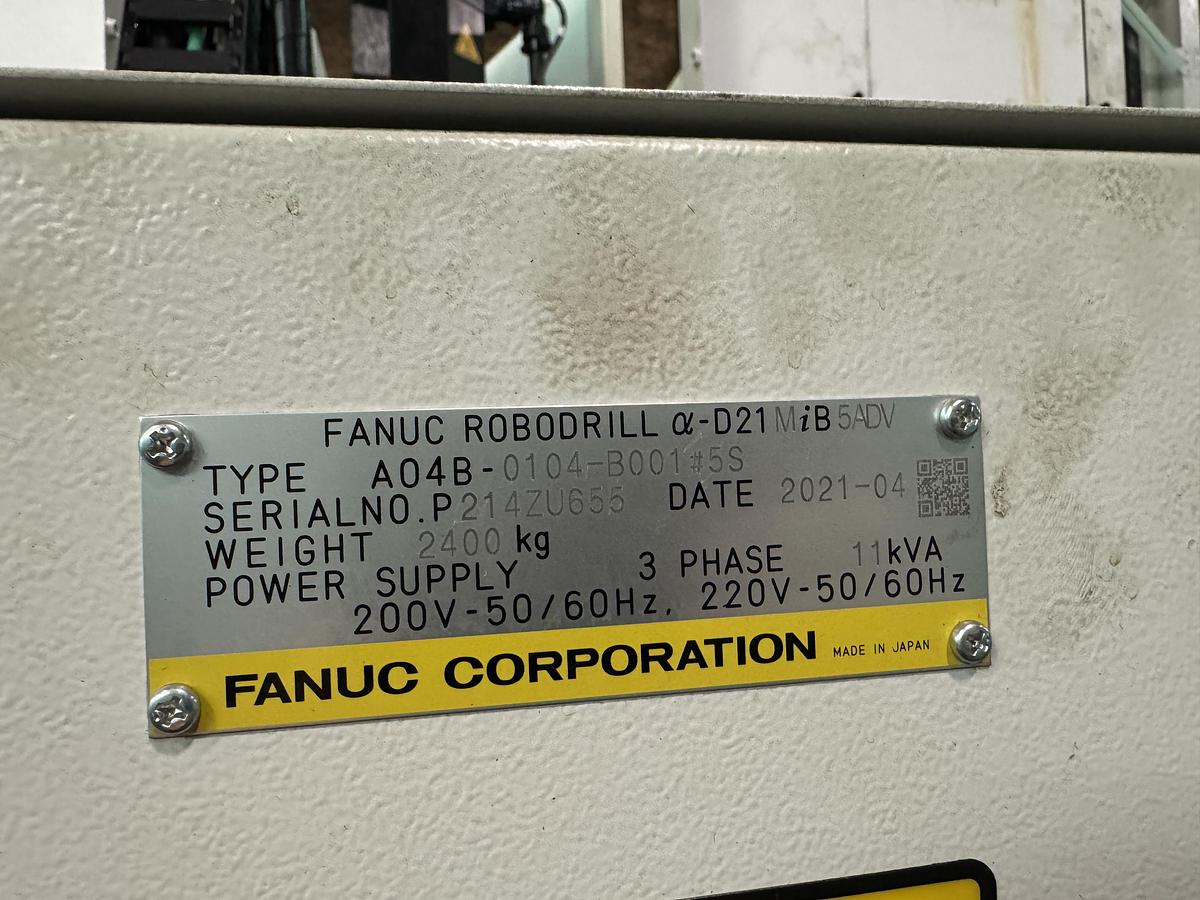 FANUC ROBODRILL α-D21MiB5ADV
TYPE A04B-0104-B001#5S
SERIALNO.P214ZU655 DATE 2021-04
WEIGHT 2400 kg
POWER SUPPLY 3 PHASE 11kVA
200V-50/60Hz, 220V-50/60Hz
FANUC CORPORATION MADE IN JAPAN